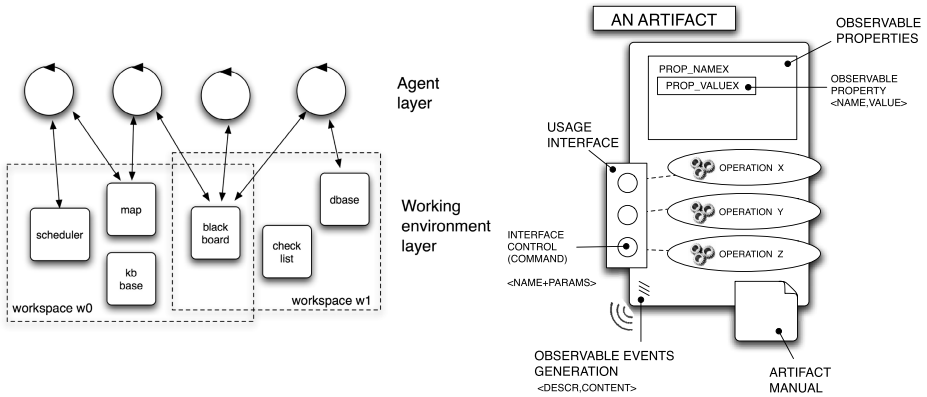 Agent
layer
scheduler
map
kb
base
black
board
check
list
dbase
Working
environment
layer
workspace w0
workspace w1
AN ARTIFACT
OBSERVABLE
PROPERTIES
PROP_NAMEX
PROP_VALUEX
OBSERVABLE
PROPERTY
<NAME,VALUE>
USAGE
INTERFACE
OPERATION X
OPERATION Y
OPERATION Z
INTERFACE
CONTROL
(COMMAND)
<NAME+PARAMS>
OBSERVABLE EVENTS
GENERATION
<DESCR,CONTENT>
ARTIFACT
MANUAL